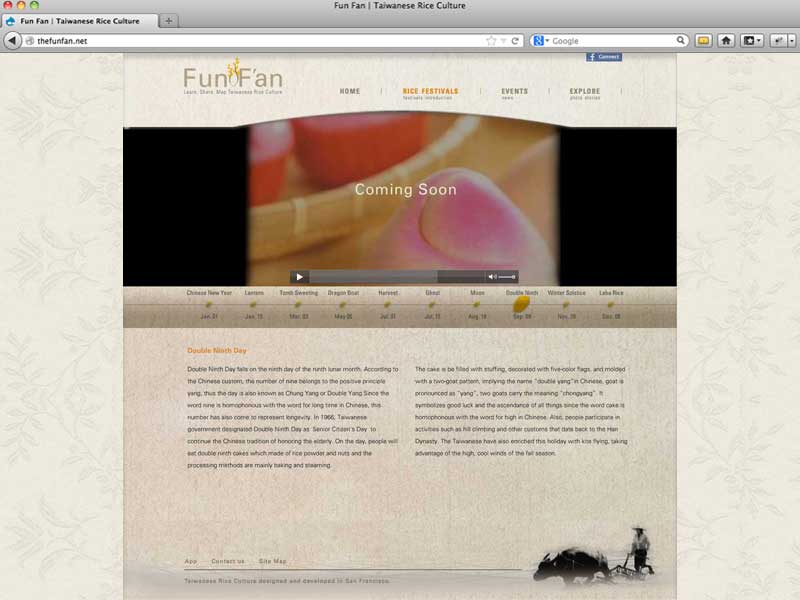 Fun Fan | Taiwanese Rice Culture
Fun Fan | Taiwanese Rice Culture
thefunfan.net
Google
Connect
Fun F'an
Learn, Share, Map Taiwanese Rice Culture
HOME
RICE FESTIVALS
festivals introduction
EVENTS
news
EXPLORE
photo stories
Coming Soon
Chinese New Year Lantern Tomb Sweeting Dragon Boat Harvest Ghost Moon Double Ninth Winter Solstice Laba Rice
Jan. 01 Jan. 15 Mar. 03 May 05 Jul. 01 Jul. 15 Aug. 15 Sep. 09 Nov. 26 Dec. 08
Double Ninth Day
Double Ninth Day falls on the ninth day of the ninth lunar month. According to
the Chinese custom, the number of nine belongs to the positive principle
yang, thus the day is also known as Chung Yang or Double Yang.Since the
word nine is homophonous with the word for long time in Chinese, this
number has also come to represent longevity. In 1966, Taiwanese
government designated Double Ninth Day as Senior Citizen's Day to
continue the Chinese tradition of honoring the elderly. On the day, people will
eat double ninth cakes which made of rice powder and nuts and the
processing methods are mainly baking and steaming.
The cake is be filled with stuffing, decorated with five-color flags, and molded
with a two-goat pattern, implying the name "double yang"in Chinese, goat is
pronounced as "yang", two goats carry the meaning "chongyang". It
symbolizes good luck and the ascendance of all things since the word cake is
homophonous with the word for high in Chinese. Also, people participate in
activities such as hill climbing and other customs that date back to the Han
Dynasty. The Taiwanese have also enriched this holiday with kite flying, taking
advantage of the high, cool winds of the fall season.
App Contact us Site Map
Taiwanese Rice Culture designed and developed in San Francisco.